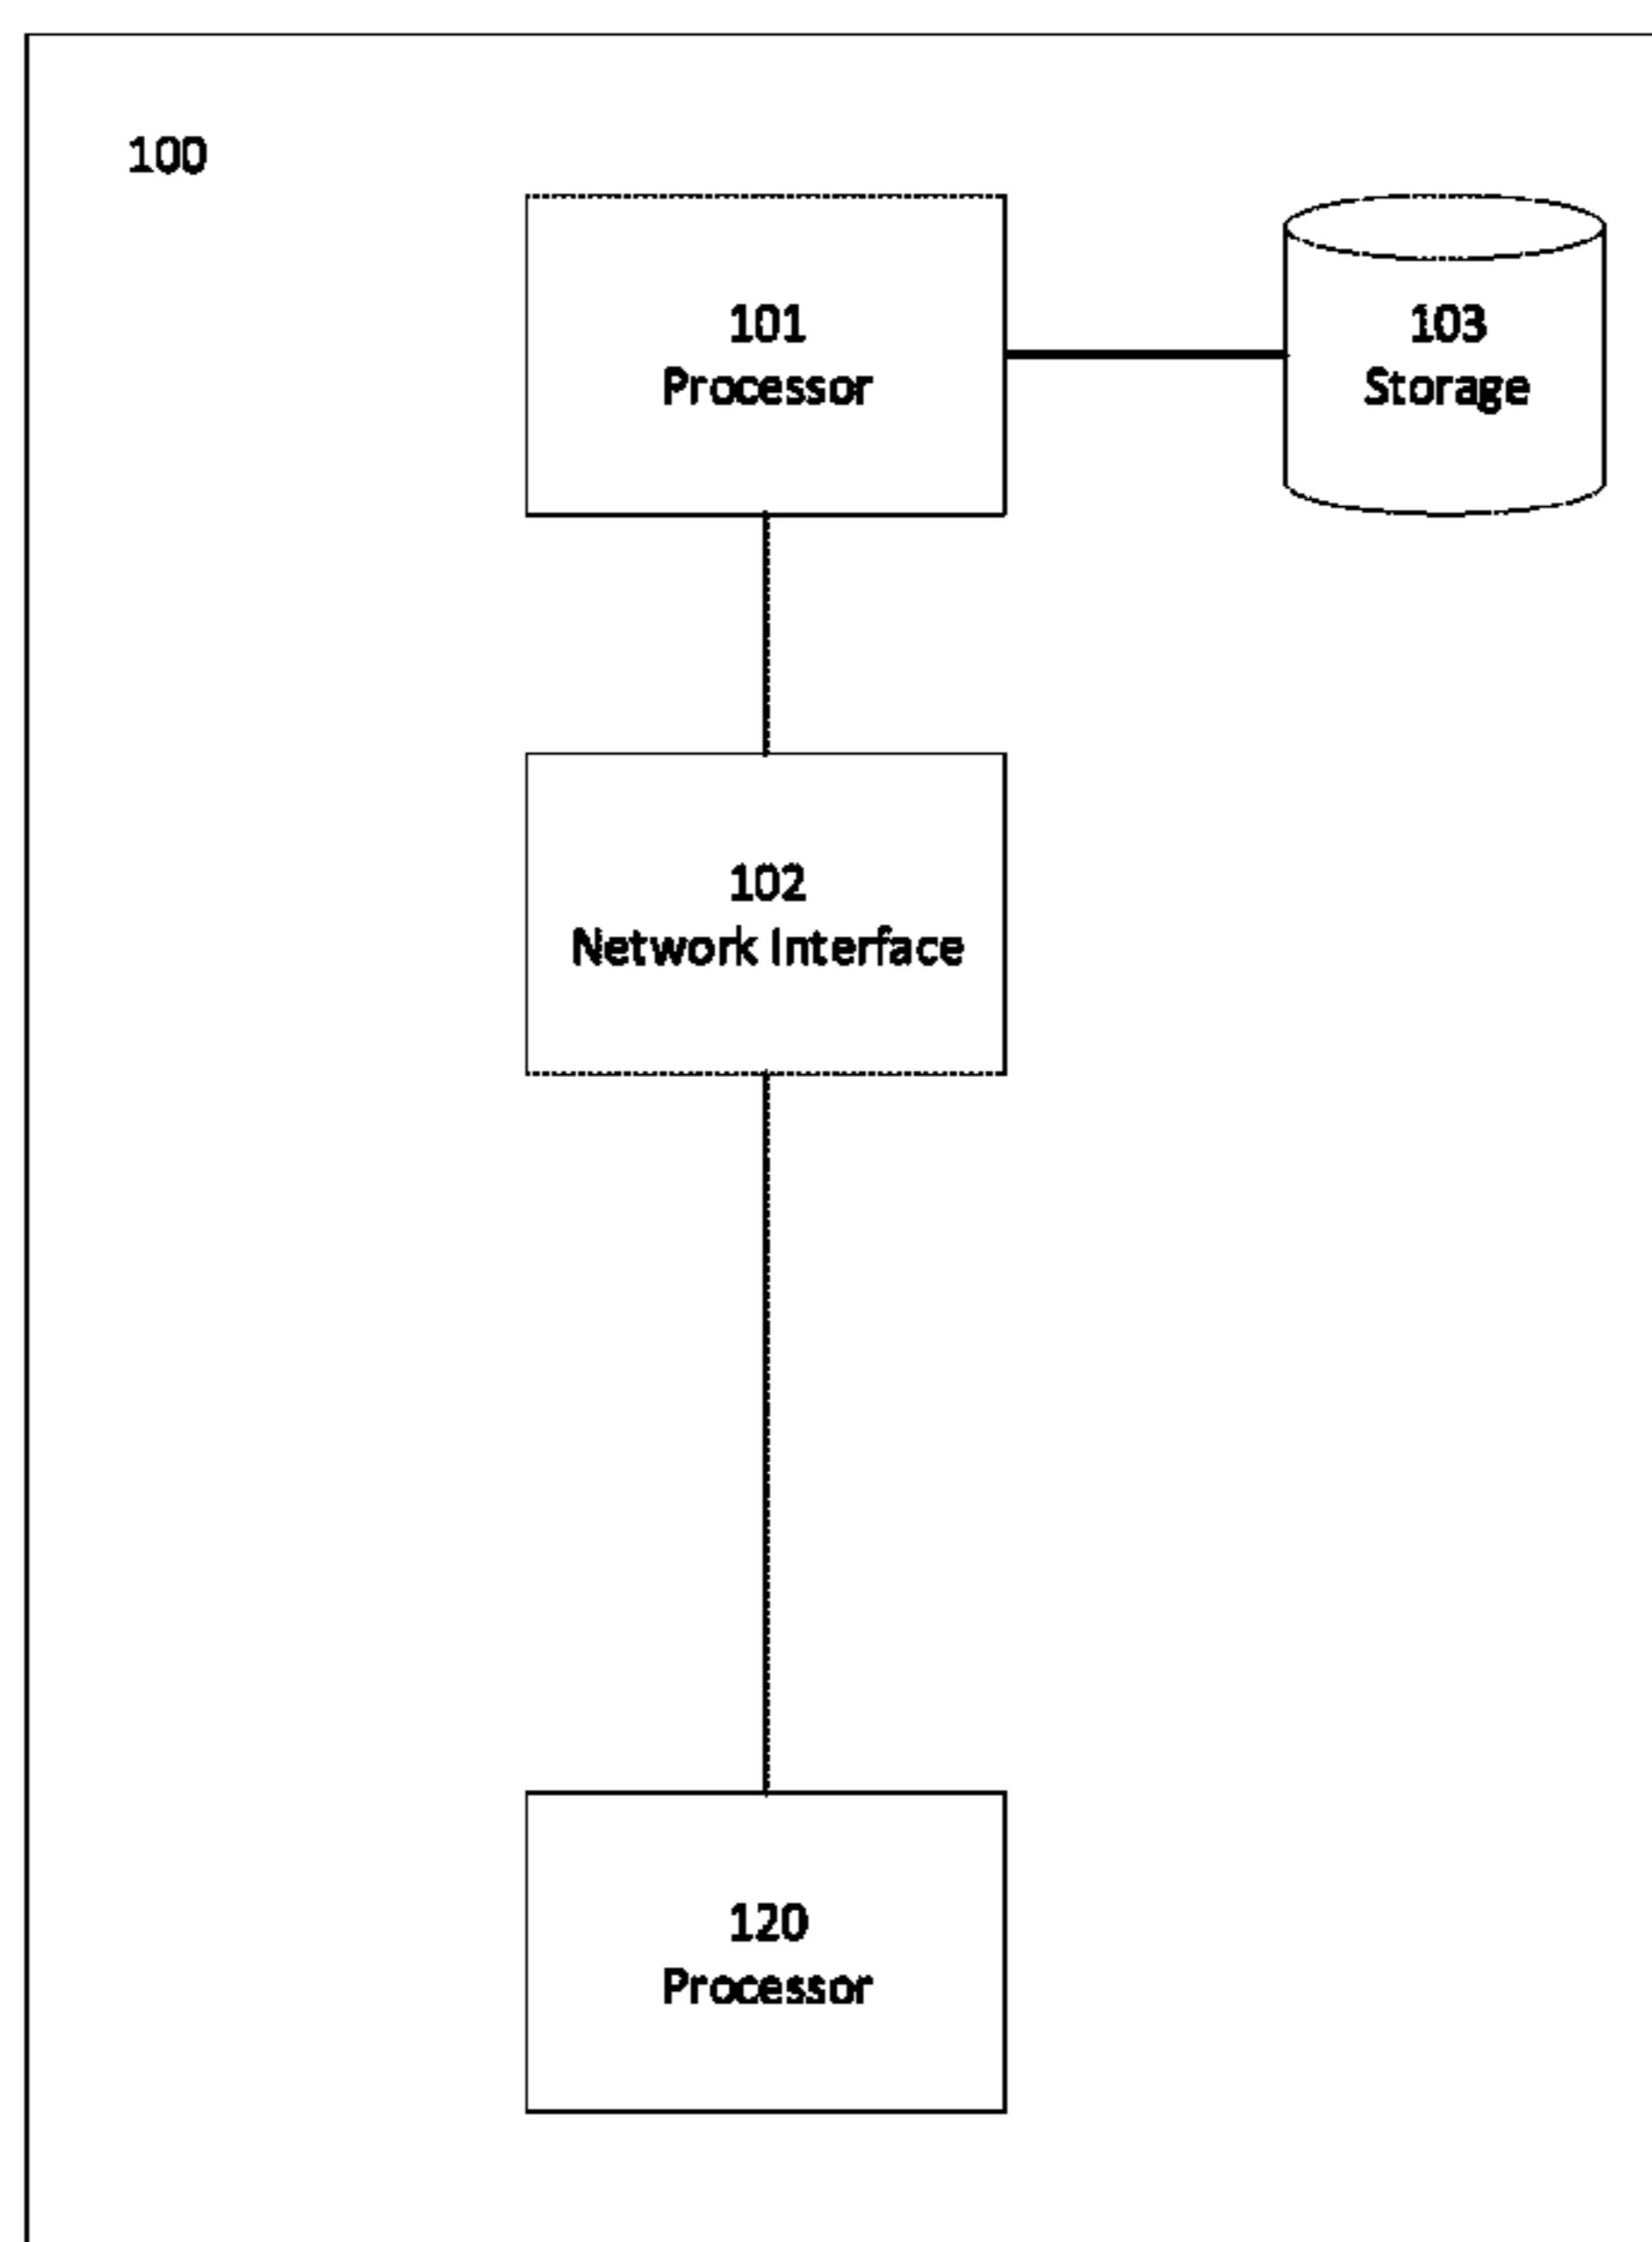 100
101
Processor
103
Storage
102
Network Interface
120
Processor